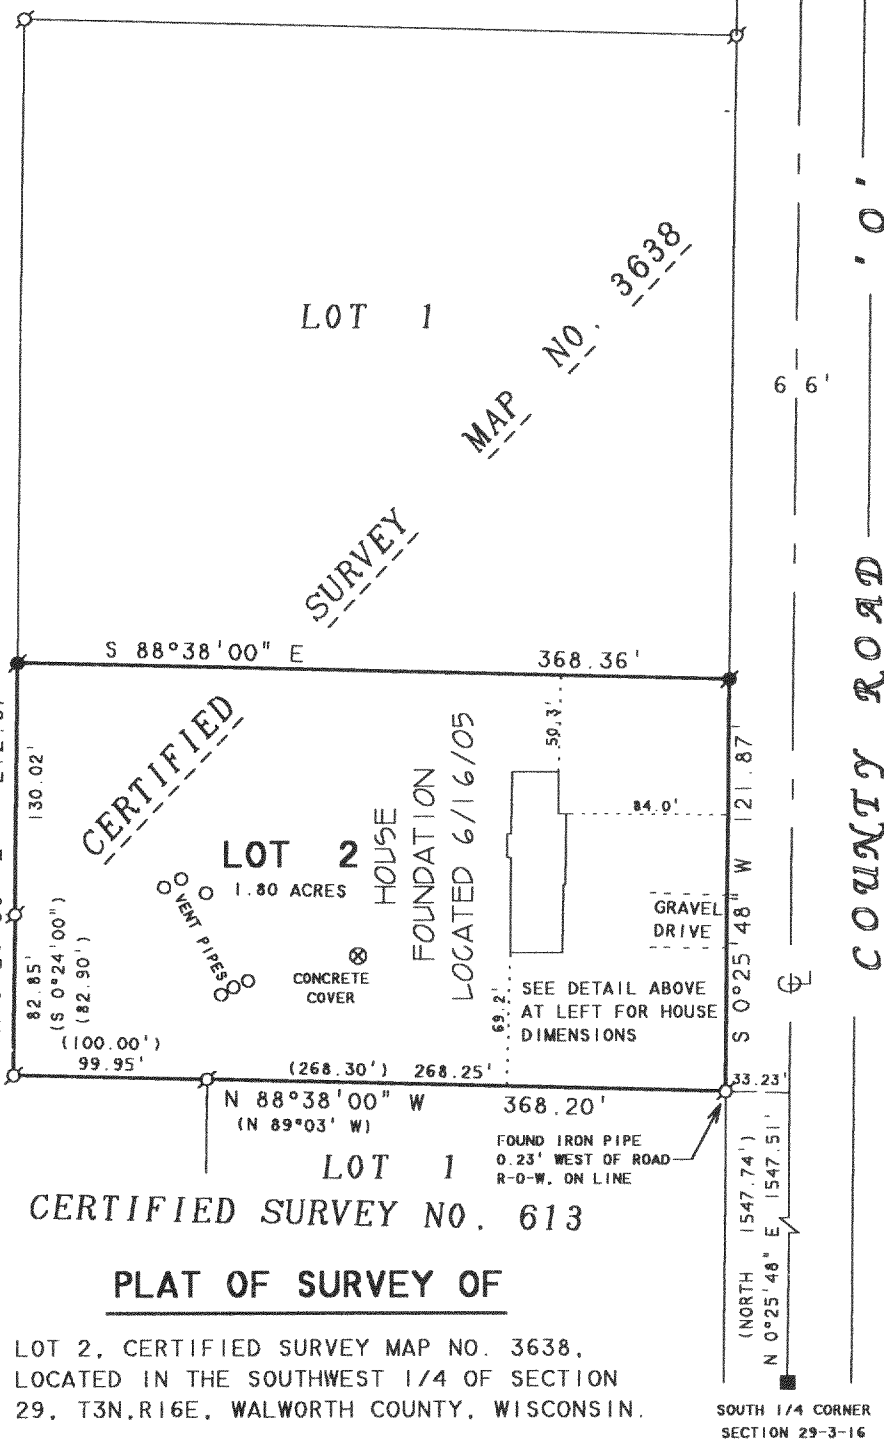 LOT 1
CERTIFIED SURVEY MAP NO. 3638
66'
COUNTY ROAD 'O'
S 88°38'00" E 368.36'
130.02'
50.3'
121.87'
84.0'
HOUSE
FOUNDATION
LOCATED 6/16/05
LOT 2
1.80 ACRES
VENT PIPES
CONCRETE
COVER
GRAVEL
DRIVE
S 0°25'48" W
SEE DETAIL ABOVE
AT LEFT FOR HOUSE
DIMENSIONS
69.2'
82.85'
(S 0°24'00")
(82.90')
(100.00')
99.95'
(268.30') 268.25'
33.23'
N 88°38'00" W 368.20'
(N 89°03' W)
FOUND IRON PIPE
0.23' WEST OF ROAD
R-O-W, ON LINE
(NORTH 1547.74')
N 0°25'48" E 1547.51'
LOT 1
CERTIFIED SURVEY NO. 613
PLAT OF SURVEY OF
LOT 2, CERTIFIED SURVEY MAP NO. 3638,
LOCATED IN THE SOUTHWEST 1/4 OF SECTION
29, T3N,R16E, WALWORTH COUNTY, WISCONSIN.
SOUTH 1/4 CORNER
SECTION 29-3-16